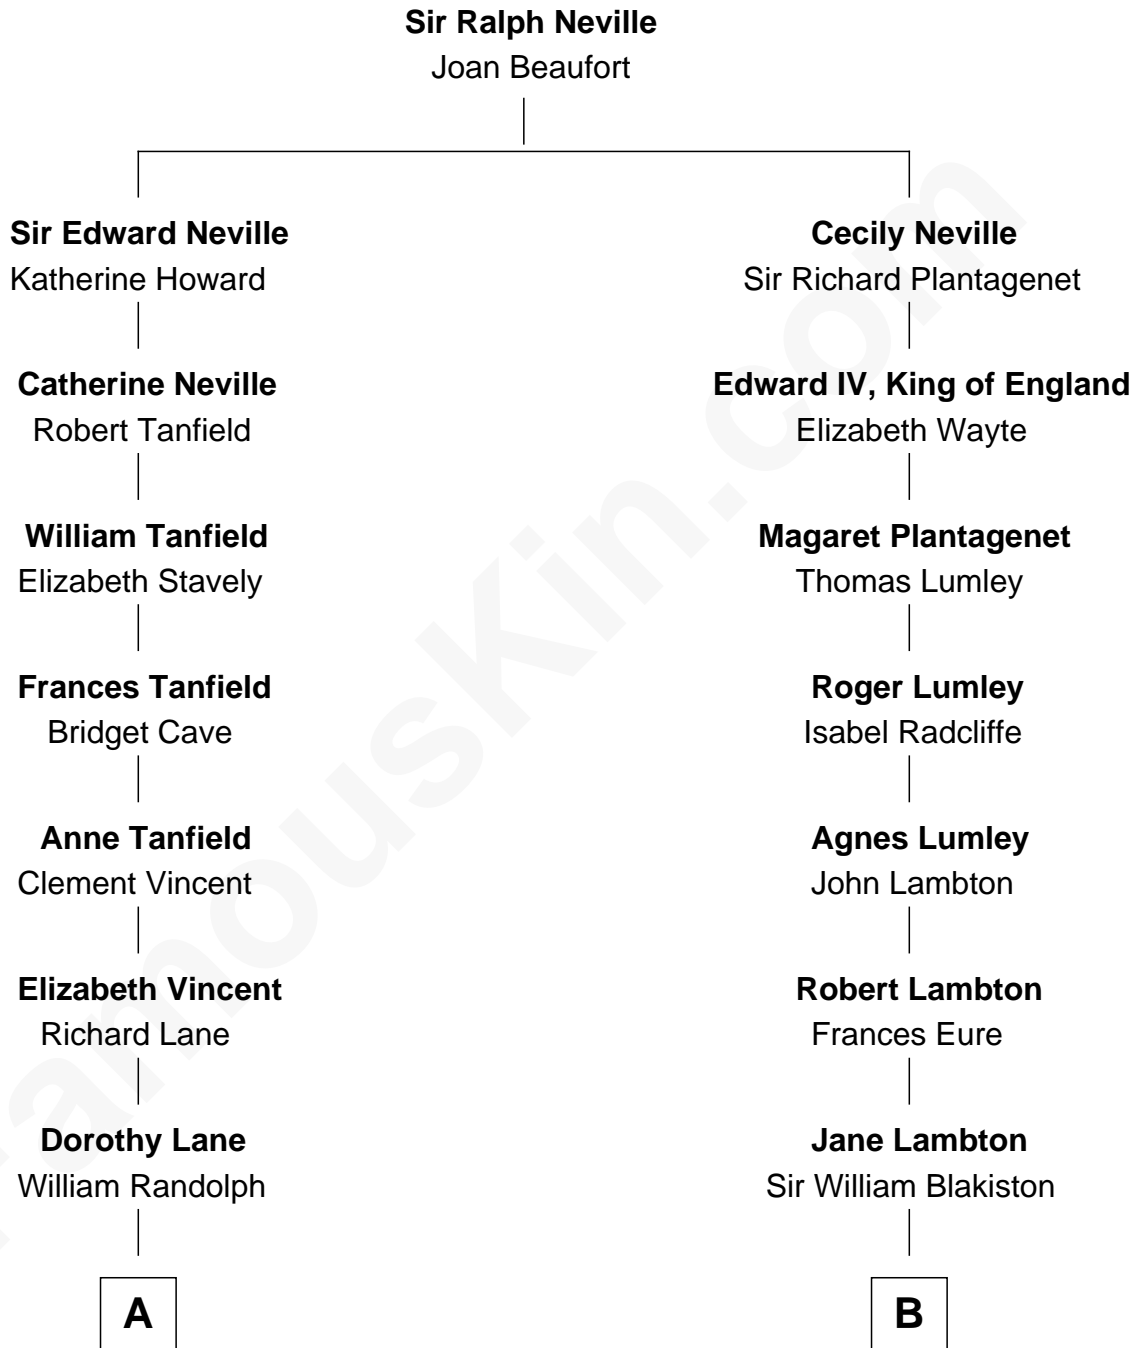 Sir Ralph Neville
Joan Beaufort
Sir Edward Neville
Katherine Howard
Cecily Neville
Sir Richard Plantagenet
Catherine Neville
Robert Tanfield
Edward IV, King of England
Elizabeth Wayte
William Tanfield
Elizabeth Stavely
Magaret Plantagenet
Thomas Lumley
Frances Tanfield
Bridget Cave
Roger Lumley
Isabel Radcliffe
Anne Tanfield
Clement Vincent
Agnes Lumley
John Lambton
Elizabeth Vincent
Richard Lane
Robert Lambton
Frances Eure
Dorothy Lane
William Randolph
Jane Lambton
Sir William Blakiston
A
B
FamousKin.com